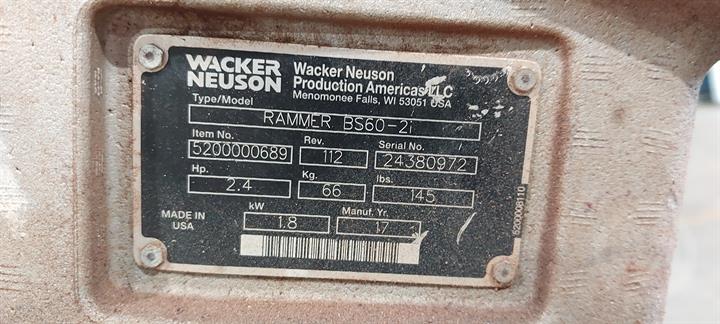 WACKER
NEUSON
Wacker Neuson
Production Americas LLC
Menomonee Falls, WI 53051 USA
Type/Model
RAMMER BS60-2i
Item No.
Rev.
Serial No.
5200000689
112
24380972
Hp.
Kg.
lbs.
2.4
66
145
kW
Manuf. Yr.
MADE IN
USA
1.8
17
5200008110